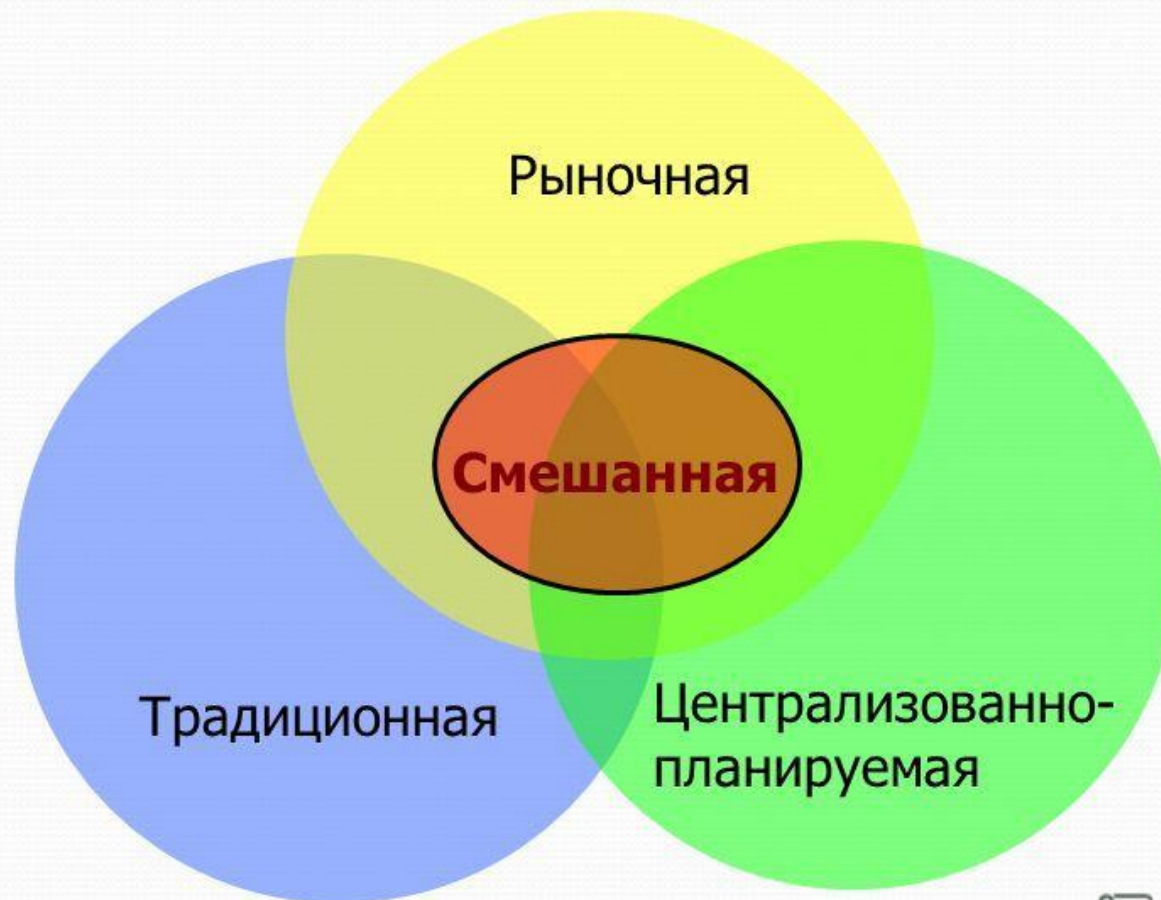 Рыночная
Смешанная
Традиционная
Централизованно-
планируемая